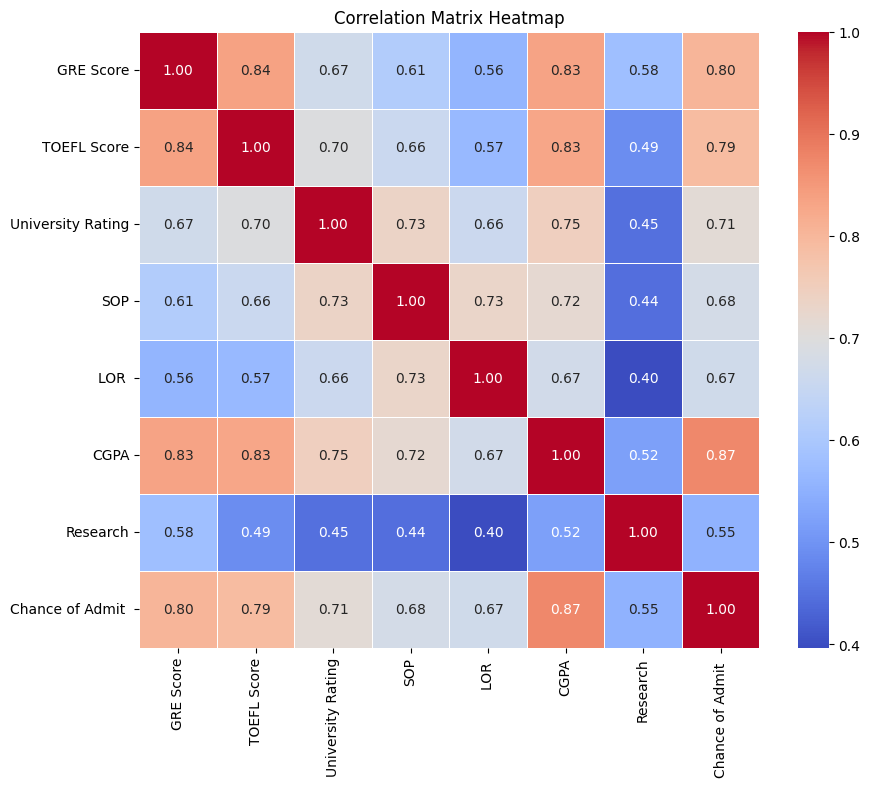 Correlation Matrix Heatmap
GRE Score 1.00 0.84 0.67 0.61 0.56 0.83 0.58 0.80
TOEFL Score 0.84 1.00 0.70 0.66 0.57 0.83 0.49 0.79
University Rating 0.67 0.70 1.00 0.73 0.66 0.75 0.45 0.71
SOP 0.61 0.66 0.73 1.00 0.73 0.72 0.44 0.68
LOR 0.56 0.57 0.66 0.73 1.00 0.67 0.40 0.67
CGPA 0.83 0.83 0.75 0.72 0.67 1.00 0.52 0.87
Research 0.58 0.49 0.45 0.44 0.40 0.52 1.00 0.55
Chance of Admit 0.80 0.79 0.71 0.68 0.67 0.87 0.55 1.00
GRE Score
TOEFL Score
University Rating
SOP
LOR
CGPA
Research
Chance of Admit
1.0
0.9
0.8
0.7
0.6
0.5
0.4